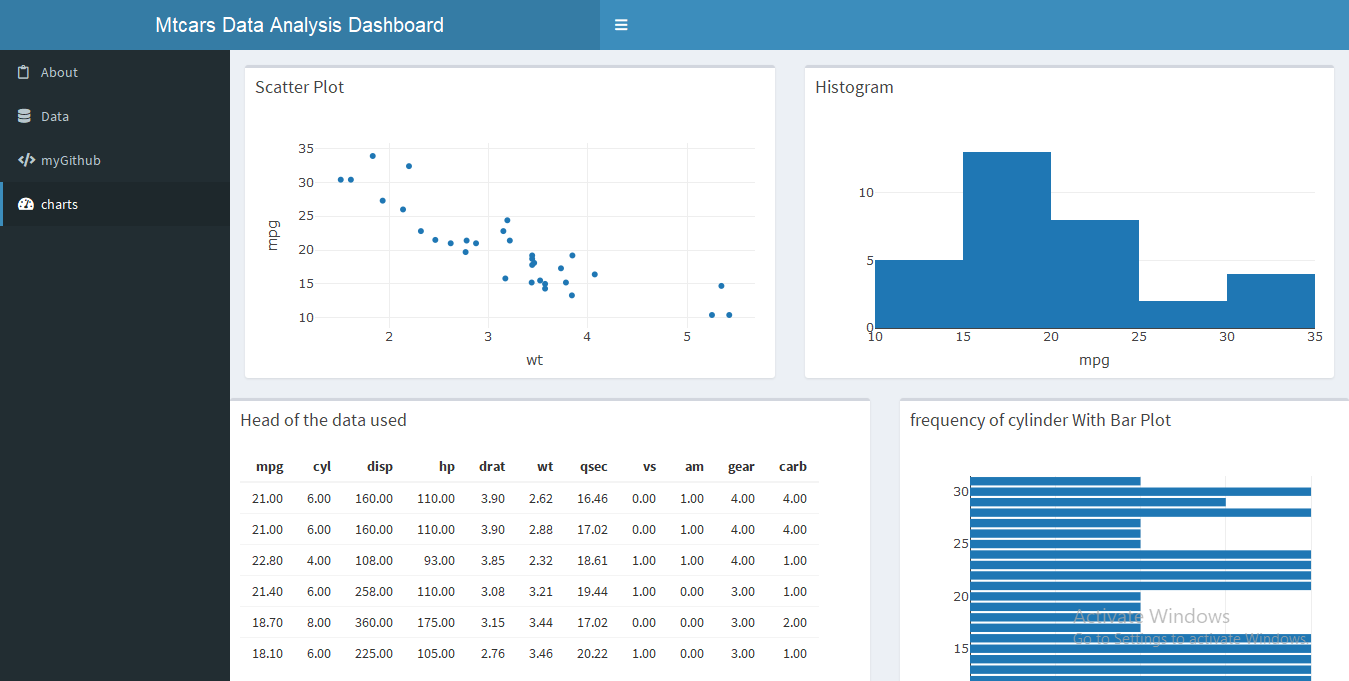 Mtcars Data Analysis Dashboard
About
Data
myGithub
charts
Scatter Plot
35
30
25
20
15
10
mpg
2 3 4 5
wt
Histogram
10
5
0
10 15 20 25 30 35
mpg
Head of the data used
mpg cyl disp hp drat wt qsec vs am gear carb
21.00 6.00 160.00 110.00 3.90 2.62 16.46 0.00 1.00 4.00 4.00
21.00 6.00 160.00 110.00 3.90 2.88 17.02 0.00 1.00 4.00 4.00
22.80 4.00 108.00 93.00 3.85 2.32 18.61 1.00 1.00 4.00 1.00
21.40 6.00 258.00 110.00 3.08 3.21 19.44 1.00 0.00 3.00 1.00
18.70 8.00 360.00 175.00 3.15 3.44 17.02 0.00 0.00 3.00 2.00
18.10 6.00 225.00 105.00 2.76 3.46 20.22 1.00 0.00 3.00 1.00
frequency of cylinder With Bar Plot
30
25
20
15
Activate Windows
Go to Settings to activate Windows.